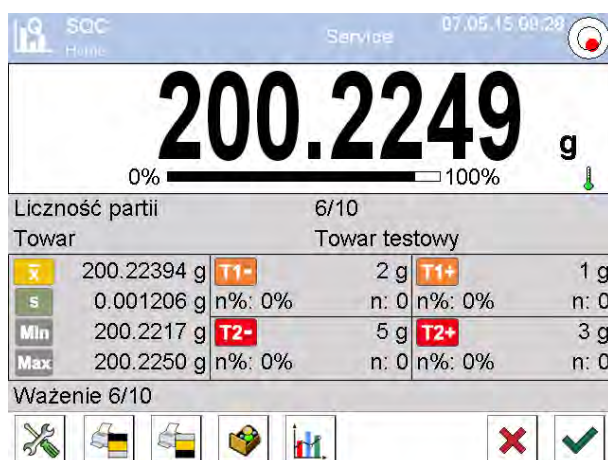 SQC
Service
07.05.15 09:28
Home
200.2249 g
0% 100%
Liczność partii 6/10
Towar Towar testowy
x 200.22394 g T1- 2 g T1+ 1 g
s 0.001206 g n%: 0% n: 0 n%: 0% n: 0
Min 200.2217 g T2- 5 g T2+ 3 g
Max 200.2250 g n%: 0% n: 0 n%: 0% n: 0
Ważenie 6/10